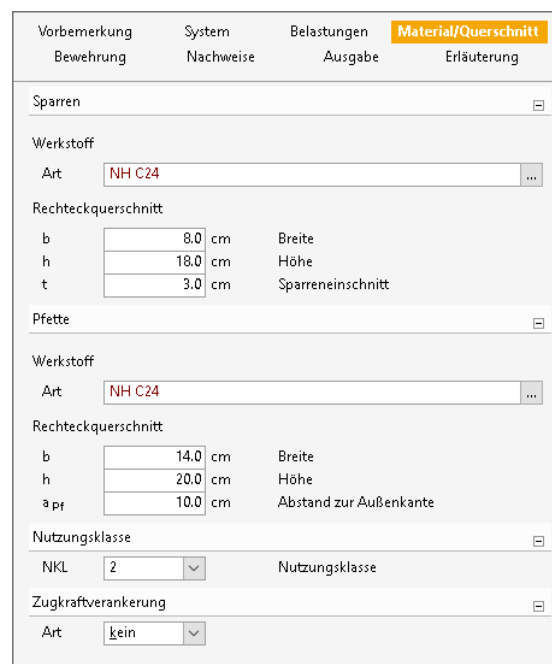 Vorbemerkung System Belastungen Material/Querschnitt
Bewehrung Nachweise Ausgabe Erläuterung
Sparren
Werkstoff
Art NH C24 ...
Rechteckquerschnitt
b 8.0 cm Breite
h 18.0 cm Höhe
t 3.0 cm Sparreneinschnitt
Pfette
Werkstoff
Art NH C24 ...
Rechteckquerschnitt
b 14.0 cm Breite
h 20.0 cm Höhe
a Pf 10.0 cm Abstand zur Außenkante
Nutzungsklasse
NKL 2 Nutzungsklasse
Zugkraftverankerung
Art kein